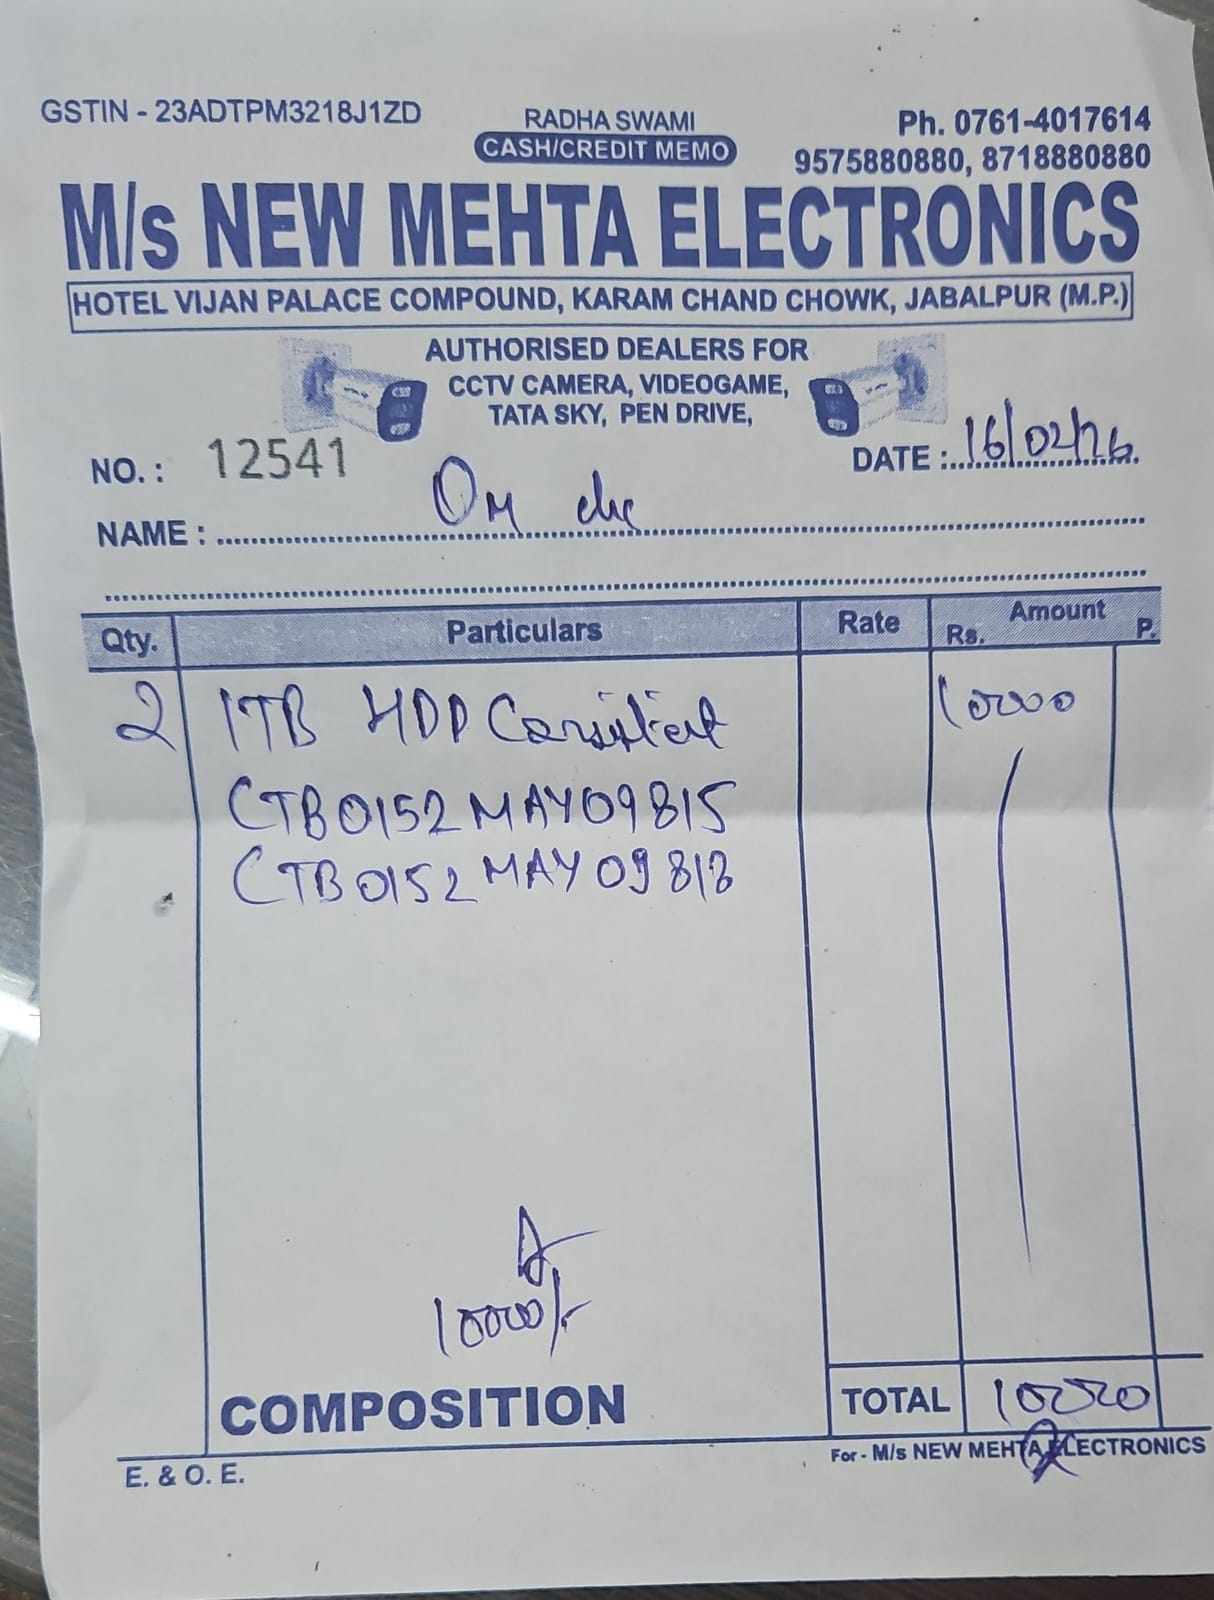 GSTIN - 23ADTPM3218J1ZD
RADHA SWAMI
CASH/CREDIT MEMO
Ph. 0761-4017614
9575880880, 8718880880
M/s NEW MEHTA ELECTRONICS
HOTEL VIJAN PALACE COMPOUND, KARAM CHAND CHOWK, JABALPUR (M.P.)
AUTHORISED DEALERS FOR
CCTV CAMERA, VIDEOGAME,
TATA SKY, PEN DRIVE,
NO. : 12541
DATE : 16/02/26
NAME : Om
Qty. Particulars Rate Amount
Rs. P.
2 1TB HDD Consistent 10000
CTB0152MAY09815
CTB0152MAY09818
10000/-
COMPOSITION
TOTAL 10000
For - M/s NEW MEHTA ELECTRONICS
E. & O. E.